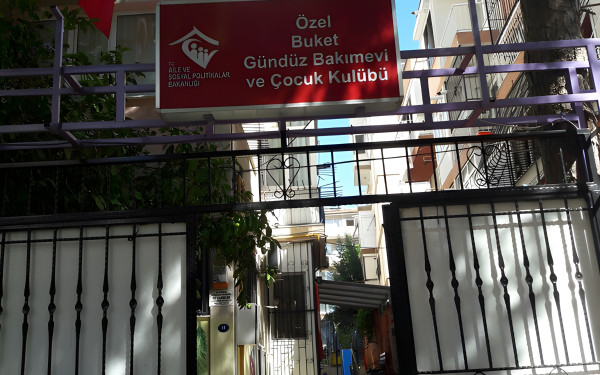 Özel
Buket
Gündüz Bakımevi
ve Çocuk Kulübü
T.C.
AİLE VE
SOSYAL POLİTİKALAR
BAKANLIĞI